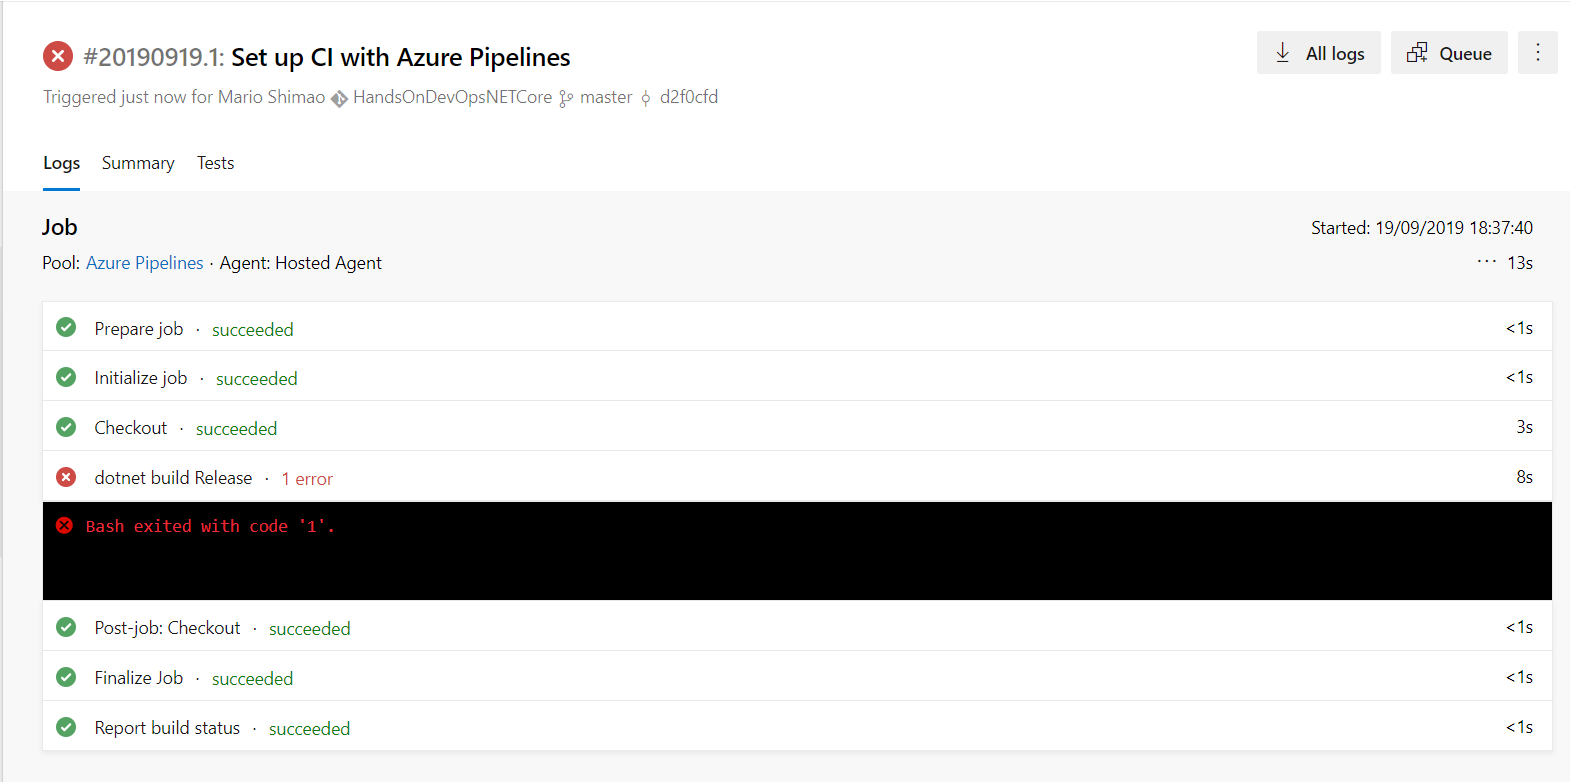 #20190919.1: Set up CI with Azure Pipelines
All logs
Queue
Triggered just now for Mario Shimao HandsOnDevOpsNETCore master d2f0cfd
Logs Summary Tests
Job
Started: 19/09/2019 18:37:40
Pool: Azure Pipelines · Agent: Hosted Agent
··· 13s
Prepare job · succeeded <1s
Initialize job · succeeded <1s
Checkout · succeeded 3s
dotnet build Release · 1 error 8s
Bash exited with code '1'.
Post-job: Checkout · succeeded <1s
Finalize Job · succeeded <1s
Report build status · succeeded <1s